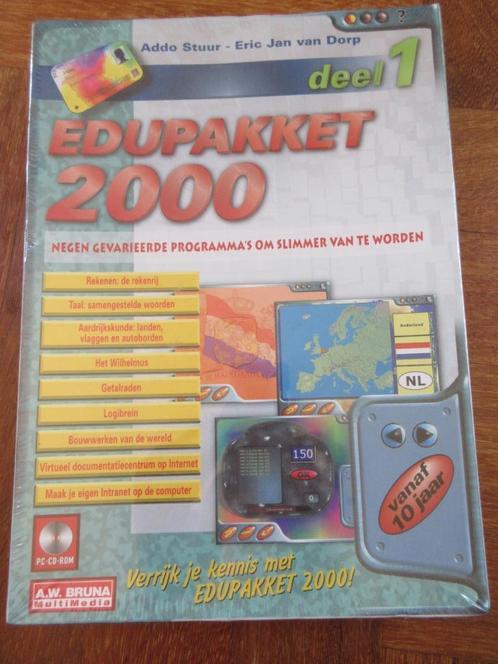 Addo Stuur - Eric Jan van Dorp
?
deel 1
EDUPAKKET
2000
NEGEN GEVARIEERDE PROGRAMMA'S OM SLIMMER VAN TE WORDEN
Rekenen: de rekenrij
Taal: samengestelde woorden
Aardrijkskunde: landen,
vlaggen en autoborden
Het Wilhelmus
Getalraden
Logibrein
Bouwwerken van de wereld
Virtueel documentatiecentrum op Internet
Maak je eigen Intranet op de computer
Nederland
NL
150
OK
vanaf
10 jaar
PC-CD-ROM
Verrijk je kennis met
EDUPAKKET 2000!
A.W. BRUNA
MultiMedia